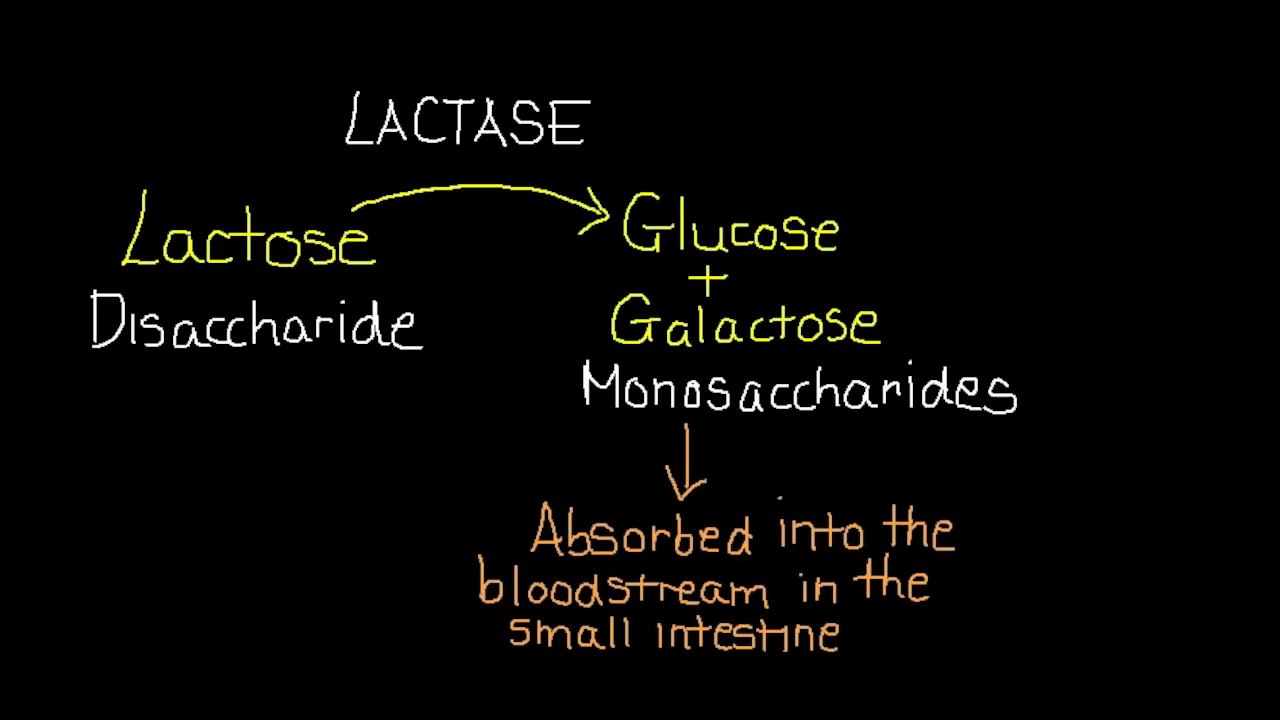 LACTASE
Lactose
Disaccharide
Glucose
+
Galactose
Monosaccharides
Absorbed into the
bloodstream in the
small intestine